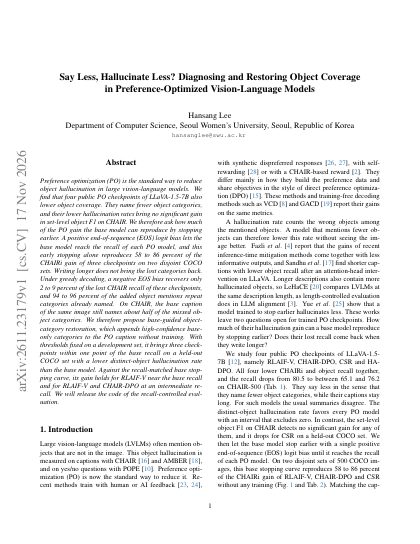 Say Less, Hallucinate Less? Diagnosing and Restoring Object Coverage
in Preference-Optimized Vision-Language Models
Hansang Lee
Department of Computer Science, Seoul Women's University, Seoul, Republic of Korea
hansanglee@swu.ac.kr
arXiv:2611.23179v1 [cs.CV] 17 Nov 2026
Abstract
Preference optimization (PO) is the standard way to reduce
object hallucination in large vision-language models. We
find that four public PO checkpoints of LLaVA-1.5-7B also
lower object coverage. They name fewer object categories,
and their lower hallucination rates bring no significant gain
in set-level object F1 on CHAIR. We therefore ask how much
of the PO gain the base model can reproduce by stopping
earlier. A positive end-of-sequence (EOS) logit bias lets the
base model reach the recall of each PO model, and this
early stopping alone reproduces 58 to 86 percent of the
CHAIRi gain of three checkpoints on two disjoint COCO
sets. Writing longer does not bring the lost categories back.
Under greedy decoding, a negative EOS bias recovers only
2 to 9 percent of the lost CHAIR recall of these checkpoints,
and 94 to 96 percent of the added object mentions repeat
categories already named. On CHAIR, the base caption
of the same image still names about half of the missed ob-
ject categories. We therefore propose base-guided object-
category restoration, which appends high-confidence base-
only categories to the PO caption without training. With
thresholds fixed on a development set, it brings three check-
points within one point of the base recall on a held-out
COCO set with a lower distinct-object hallucination rate
than the base model. Against the recall-matched base stop-
ping curve, its gain holds for RLAIF-V near the base recall
and for RLAIF-V and CHAIR-DPO at an intermediate re-
call. We will release the code of the recall-controlled eval-
uation.
1. Introduction
Large vision-language models (LVLMs) often mention ob-
jects that are not in the image. This object hallucination is
measured on captions with CHAIR [16] and AMBER [18],
and on yes/no questions with POPE [10]. Preference opti-
mization (PO) is now the standard way to reduce it. Re-
cent methods train with human or AI feedback [23, 24],
with synthetic dispreferred responses [26, 27], with self-
rewarding [28] or with a CHAIR-based reward [2]. They
differ mainly in how they build the preference data and
share objectives in the style of direct preference optimiza-
tion (DPO) [15]. These methods and training-free decoding
methods such as VCD [8] and GACD [19] report their gains
on the same metrics.
A hallucination rate counts the wrong objects among
the mentioned objects. A model that mentions fewer ob-
jects can therefore lower this rate without seeing the im-
age better. Fueli et al. [4] report that the gains of recent
inference-time mitigation methods come together with less
informative outputs, and Sandhu et al. [17] find shorter cap-
tions with lower object recall after an attention-head inter-
vention on LLaVA. Longer descriptions also contain more
hallucinated objects, so LeHaCE [20] compares LVLMs at
the same description length, as length-controlled evaluation
does in LLM alignment [3]. Yue et al. [25] show that a
model trained to stop earlier hallucinates less. These works
leave two questions open for trained PO checkpoints. How
much of their hallucination gain can a base model reproduce
by stopping earlier? Does their lost recall come back when
they write longer?
We study four public PO checkpoints of LLaVA-1.5-
7B [12], namely RLAIF-V, CHAIR-DPO, CSR and HA-
DPO. All four lower CHAIRi and object recall together,
and the recall drops from 80.5 to between 65.1 and 76.2
on CHAIR-500 (Tab. 1). They say less in the sense that
they name fewer object categories, while their captions stay
long. For such models the usual summaries disagree. The
distinct-object hallucination rate favors every PO model
with an interval that excludes zero. In contrast, the set-level
object F1 on CHAIR detects no significant gain for any of
them, and it drops for CSR on a held-out COCO set. We
then let the base model stop earlier with a single positive
end-of-sequence (EOS) logit bias until it reaches the recall
of each PO model. On two disjoint sets of 500 COCO im-
ages, this base stopping curve reproduces 58 to 86 percent
of the CHAIRi gain of RLAIF-V, CHAIR-DPO and CSR
without any training (Fig. 1 and Tab. 2). Matching the cap-
1